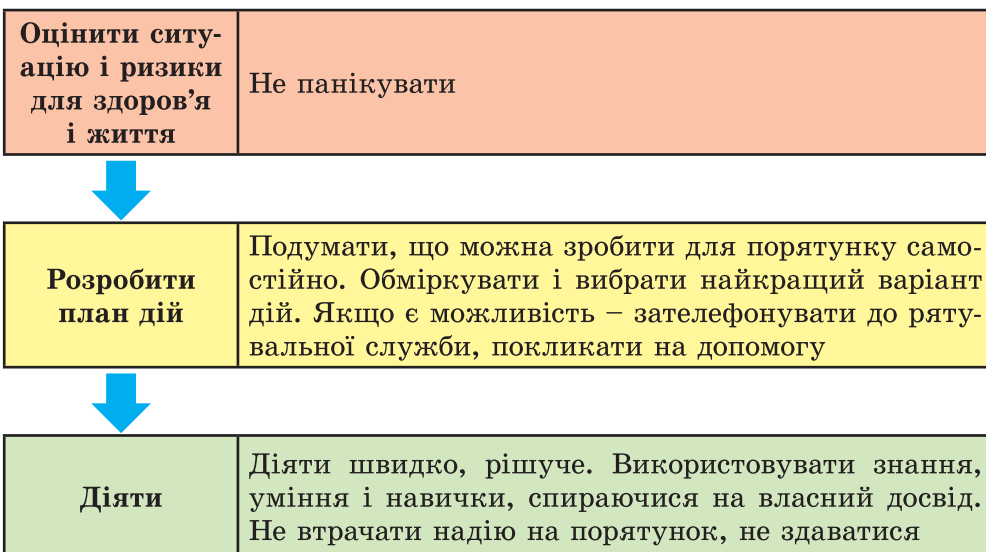 Оцінити ситу-
ацію і ризики
для здоров’я
і життя
Не панікувати
Розробити
план дій
Подумати, що можна зробити для порятунку само-
стійно. Обміркувати і вибрати найкращий варіант
дій. Якщо є можливість – зателефонувати до ряту-
вальної служби, покликати на допомогу
Діяти
Діяти швидко, рішуче. Використовувати знання,
уміння і навички, спираючися на власний досвід.
Не втрачати надію на порятунок, не здаватися